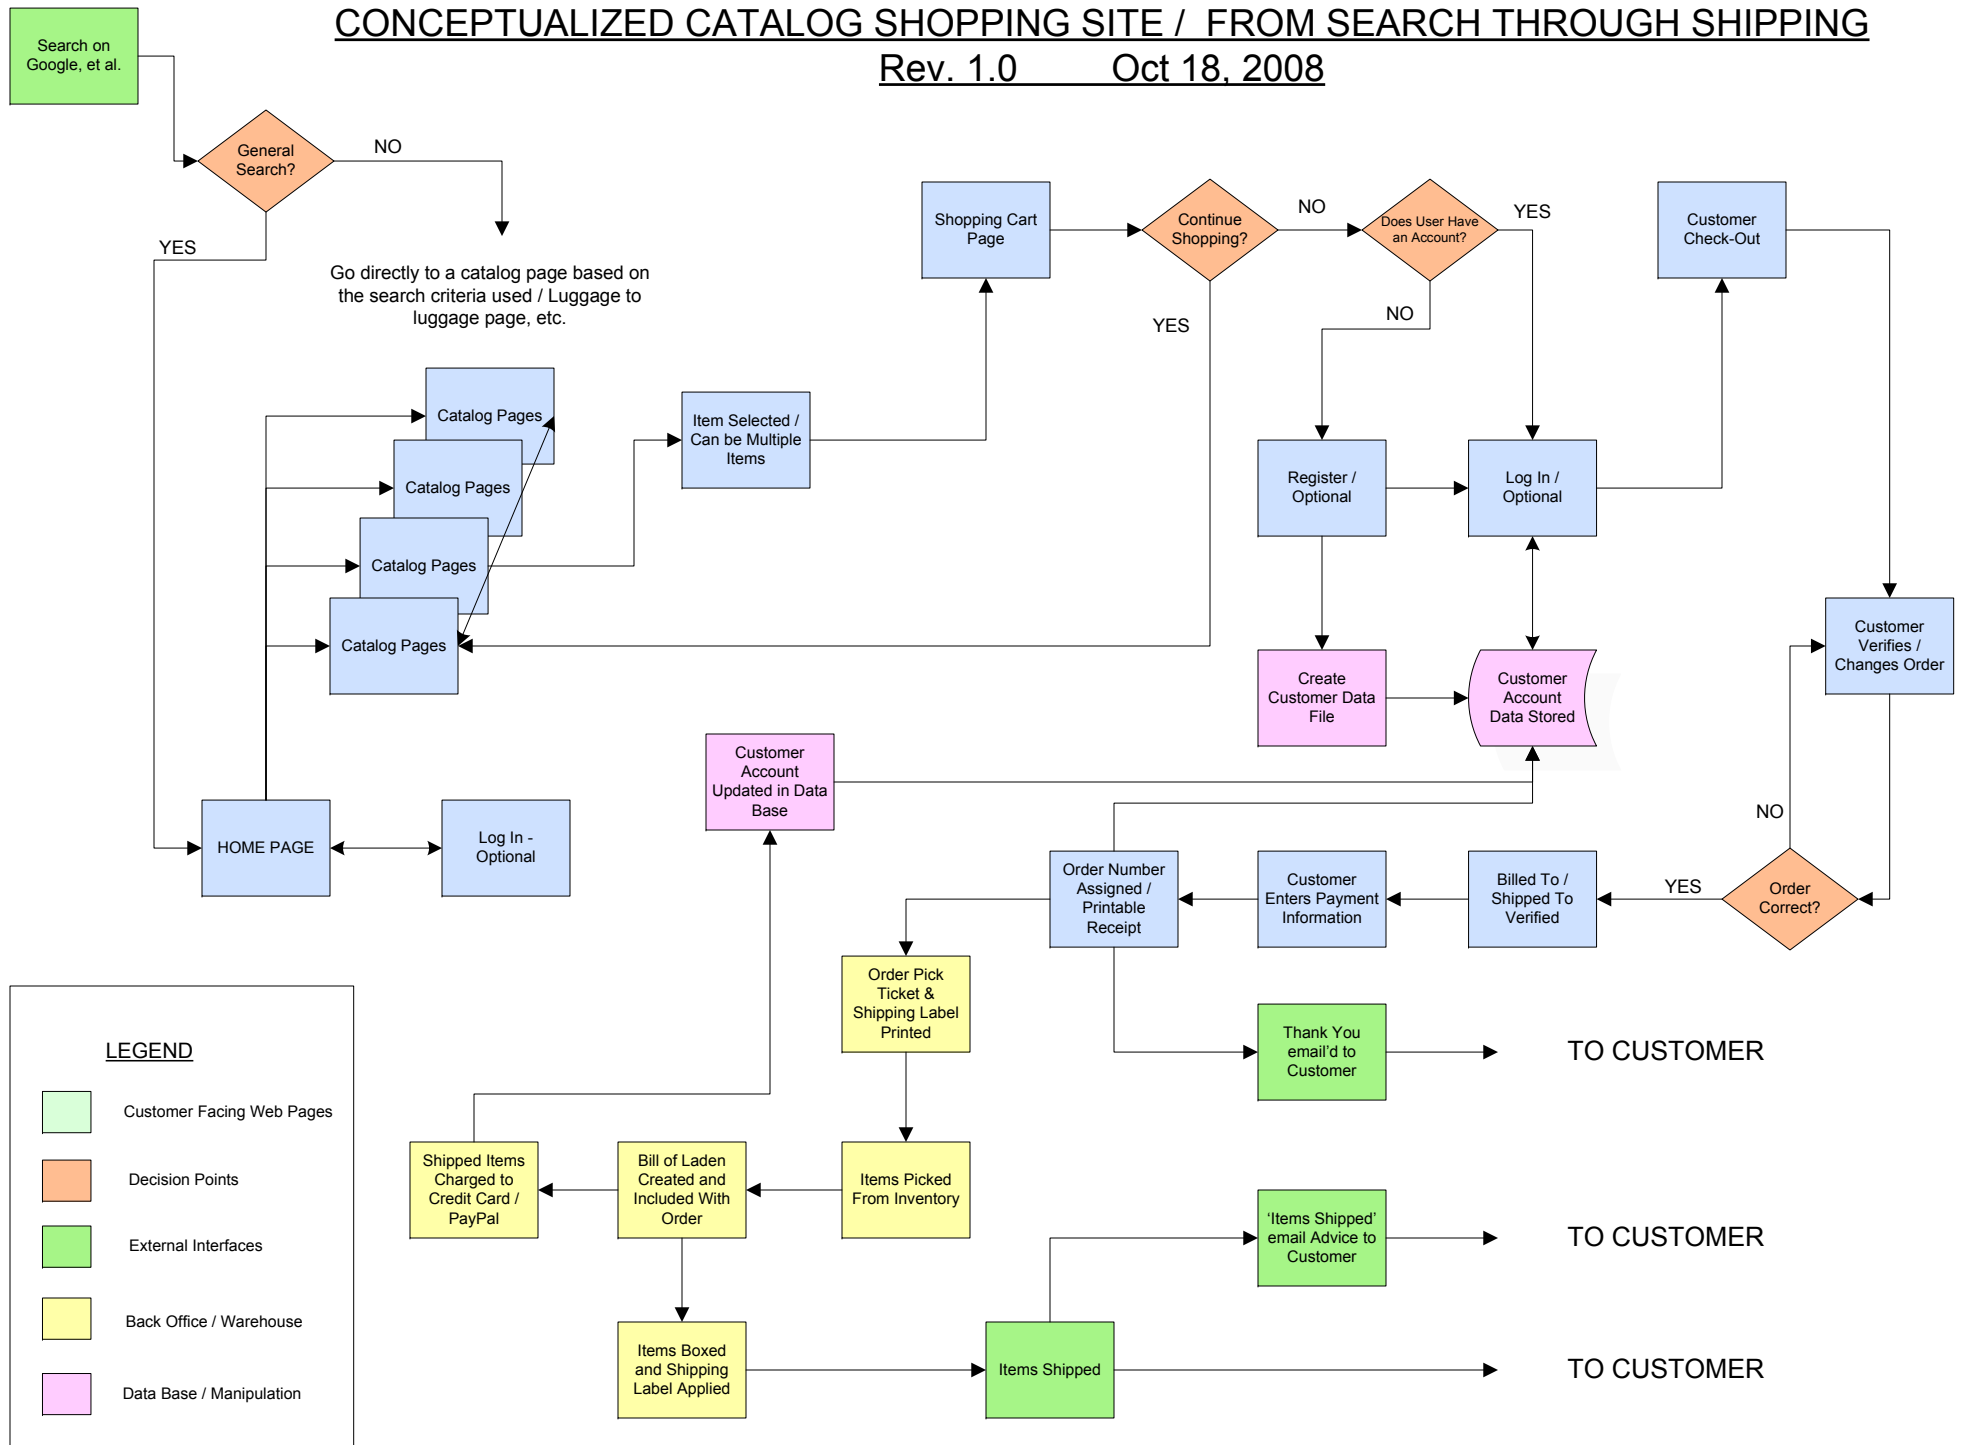 CONCEPTUALIZED CATALOG SHOPPING SITE / FROM SEARCH THROUGH SHIPPING
Rev. 1.0 Oct 18, 2008
Search on
Google, et al.
General
Search?
NO
YES
Go directly to a catalog page based on
the search criteria used / Luggage to
luggage page, etc.
Catalog Pages
Catalog Pages
Catalog Pages
Catalog Pages
HOME PAGE
Log In -
Optional
Item Selected /
Can be Multiple
Items
Shopping Cart
Page
Continue
Shopping?
NO
YES
Does User Have
an Account?
YES
NO
Register /
Optional
Log In /
Optional
Customer
Check-Out
Create
Customer Data
File
Customer
Account
Data Stored
Customer
Verifies /
Changes Order
NO
Order
Correct?
YES
Billed To /
Shipped To
Verified
Customer
Enters Payment
Information
Order Number
Assigned /
Printable
Receipt
Customer
Account
Updated in Data
Base
Order Pick
Ticket &
Shipping Label
Printed
Thank You
email’d to
Customer
TO CUSTOMER
Items Picked
From Inventory
Bill of Laden
Created and
Included With
Order
Shipped Items
Charged to
Credit Card /
PayPal
‘Items Shipped’
email Advice to
Customer
TO CUSTOMER
Items Boxed
and Shipping
Label Applied
Items Shipped
TO CUSTOMER
LEGEND
Customer Facing Web Pages
Decision Points
External Interfaces
Back Office / Warehouse
Data Base / Manipulation